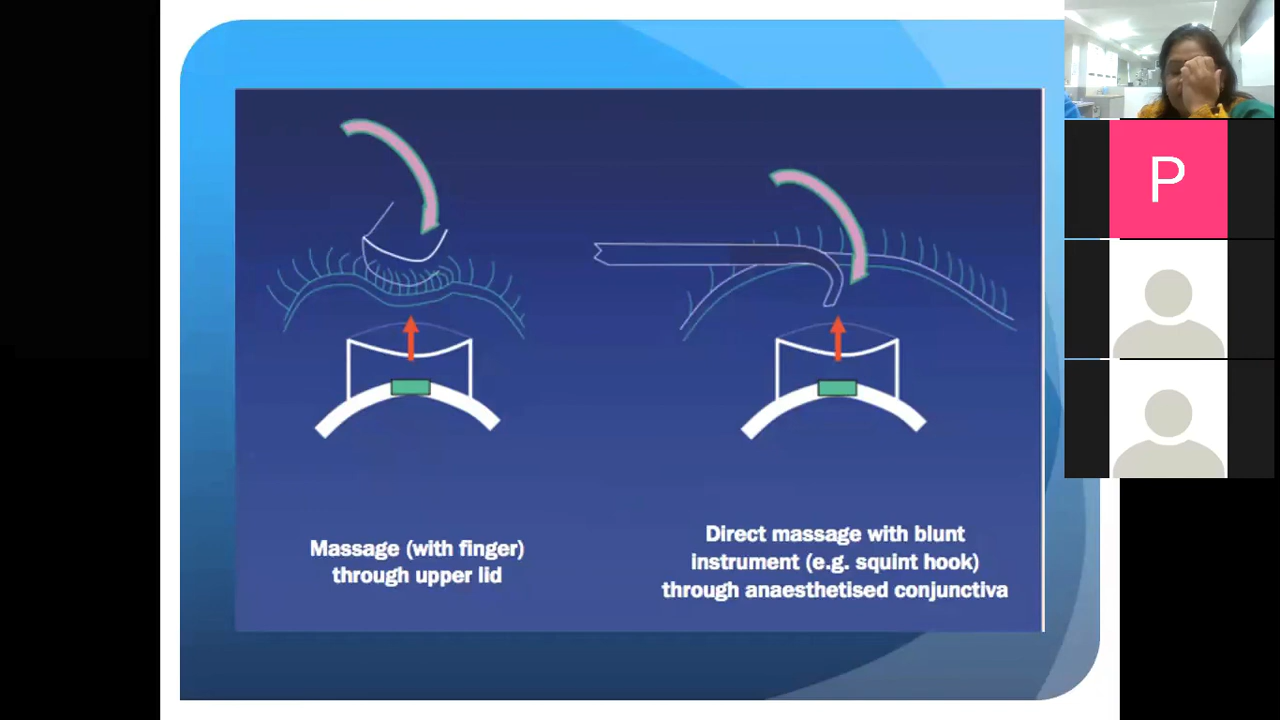 P
Massage (with finger)
through upper lid
Direct massage with blunt
instrument (e.g. squint hook)
through anaesthetised conjunctiva